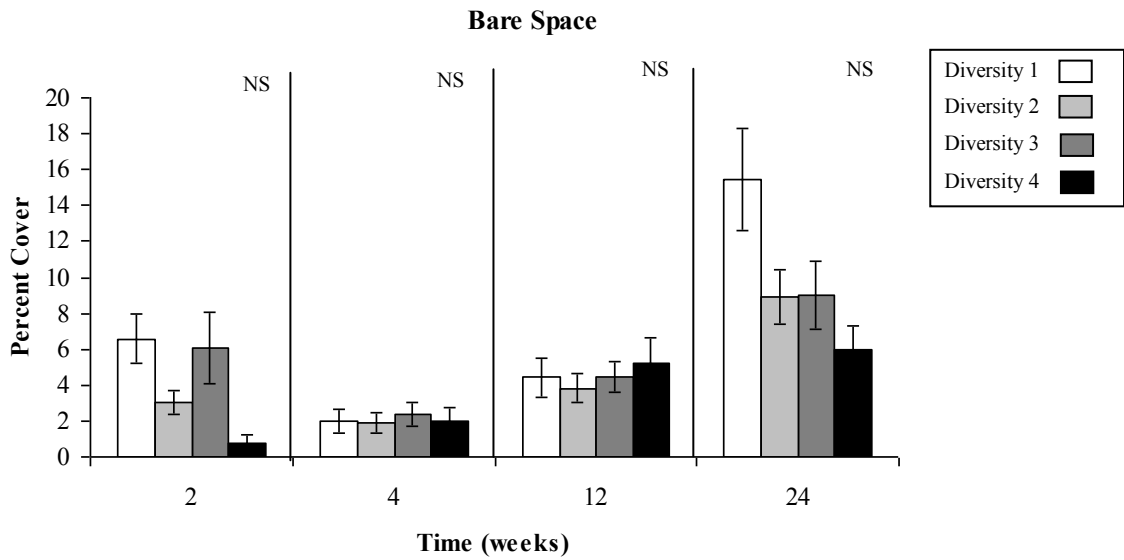 Bare Space
NS NS NS NS
Diversity 1
Diversity 2
Diversity 3
Diversity 4
Percent Cover
20
18
16
14
12
10
8
6
4
2
0
2 4 12 24
Time (weeks)